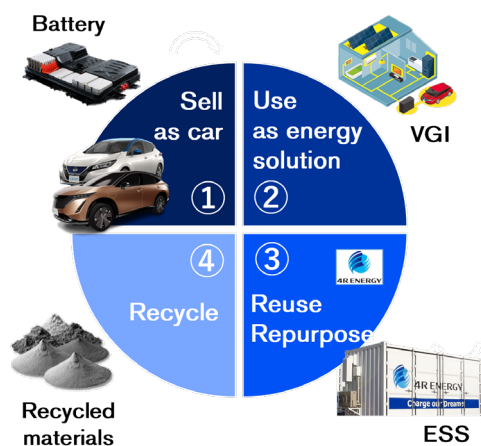 Battery
Sell
as car
①
Use
as energy
solution
②
VGI
④
Recycle
③
4R ENERGY
Reuse
Repurpose
Recycled
materials
4R ENERGY
Charge our Dreams!
ESS